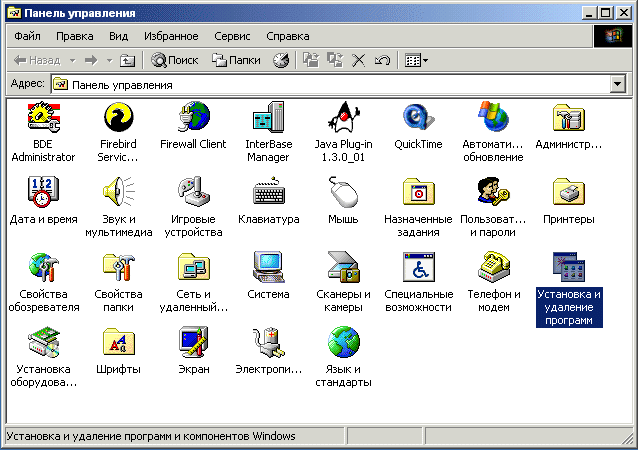 Панель управления
Файл Правка Вид Избранное Сервис Справка
Назад Поиск Папки
Адрес: Панель управления
BDE Administrator
Firebird Servic...
Firewall Client
InterBase Manager
Java Plug-in 1.3.0_01
QuickTime
Автомати... обновление
Администр...
Дата и время
Звук и мультимедиа
Игровые устройства
Клавиатура
Мышь
Назначенные задания
Пользоват... и пароли
Принтеры
Свойства обозревателя
Свойства папки
Сеть и удаленный...
Система
Сканеры и камеры
Специальные возможности
Телефон и модем
Установка и удаление программ
Установка оборудова...
Шрифты
Экран
Электропи...
Язык и стандарты
Установка и удаление программ и компонентов Windows